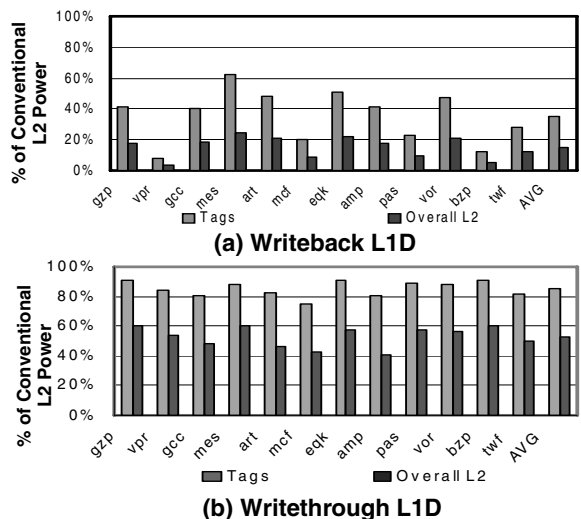 100%
80%
60%
40%
20%
0%
% of Conventional
L2 Power
gzp vpr gcc mes art mcf eqk amp pas vor bzp twf AVG
Tags Overall L2
(a) Writeback L1D
100%
80%
60%
40%
20%
0%
% of Conventional
L2 Power
gzp vpr gcc mes art mcf eqk amp pas vor bzp twf AVG
Tags Overall L2
(b) Writethrough L1D